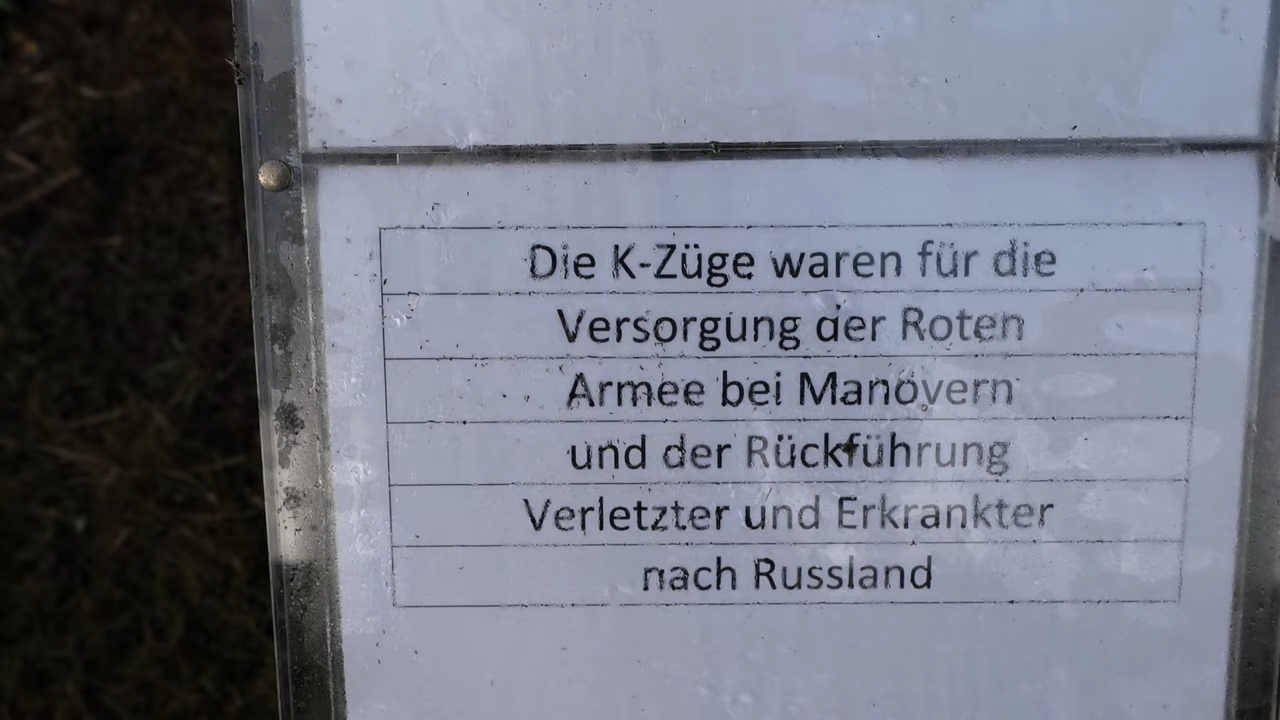 Die K-Züge waren für die
Versorgung der Roten
Armee bei Manövern
und der Rückführung
Verletzter und Erkrankter
nach Russland